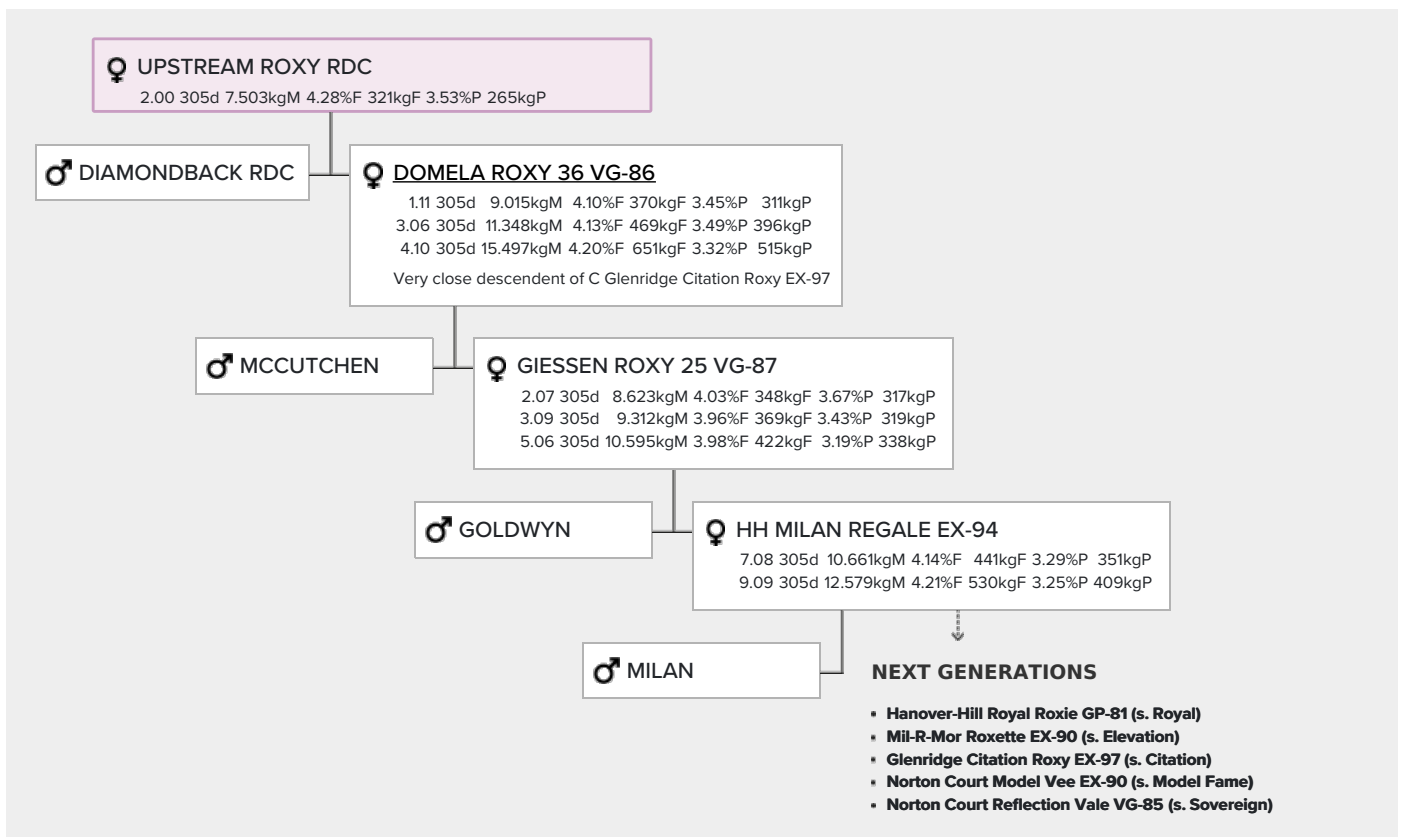 UPSTREAM ROXY RDC
2.00 305d 7.503kgM 4.28%F 321kgF 3.53%P 265kgP
DIAMONDBACK RDC
DOMELA ROXY 36 VG-86
1.11 305d 9.015kgM 4.10%F 370kgF 3.45%P 311kgP
3.06 305d 11.348kgM 4.13%F 469kgF 3.49%P 396kgP
4.10 305d 15.497kgM 4.20%F 651kgF 3.32%P 515kgP
Very close descendent of C Glenridge Citation Roxy EX-97
MCCUTCHEN
GIESSEN ROXY 25 VG-87
2.07 305d 8.623kgM 4.03%F 348kgF 3.67%P 317kgP
3.09 305d 9.312kgM 3.96%F 369kgF 3.43%P 319kgP
5.06 305d 10.595kgM 3.98%F 422kgF 3.19%P 338kgP
GOLDWYN
HH MILAN REGALE EX-94
7.08 305d 10.661kgM 4.14%F 441kgF 3.29%P 351kgP
9.09 305d 12.579kgM 4.21%F 530kgF 3.25%P 409kgP
MILAN
NEXT GENERATIONS
Hanover-Hill Royal Roxie GP-81 (s. Royal)
Mil-R-Mor Roxette EX-90 (s. Elevation)
Glenridge Citation Roxy EX-97 (s. Citation)
Norton Court Model Vee EX-90 (s. Model Fame)
Norton Court Reflection Vale VG-85 (s. Sovereign)